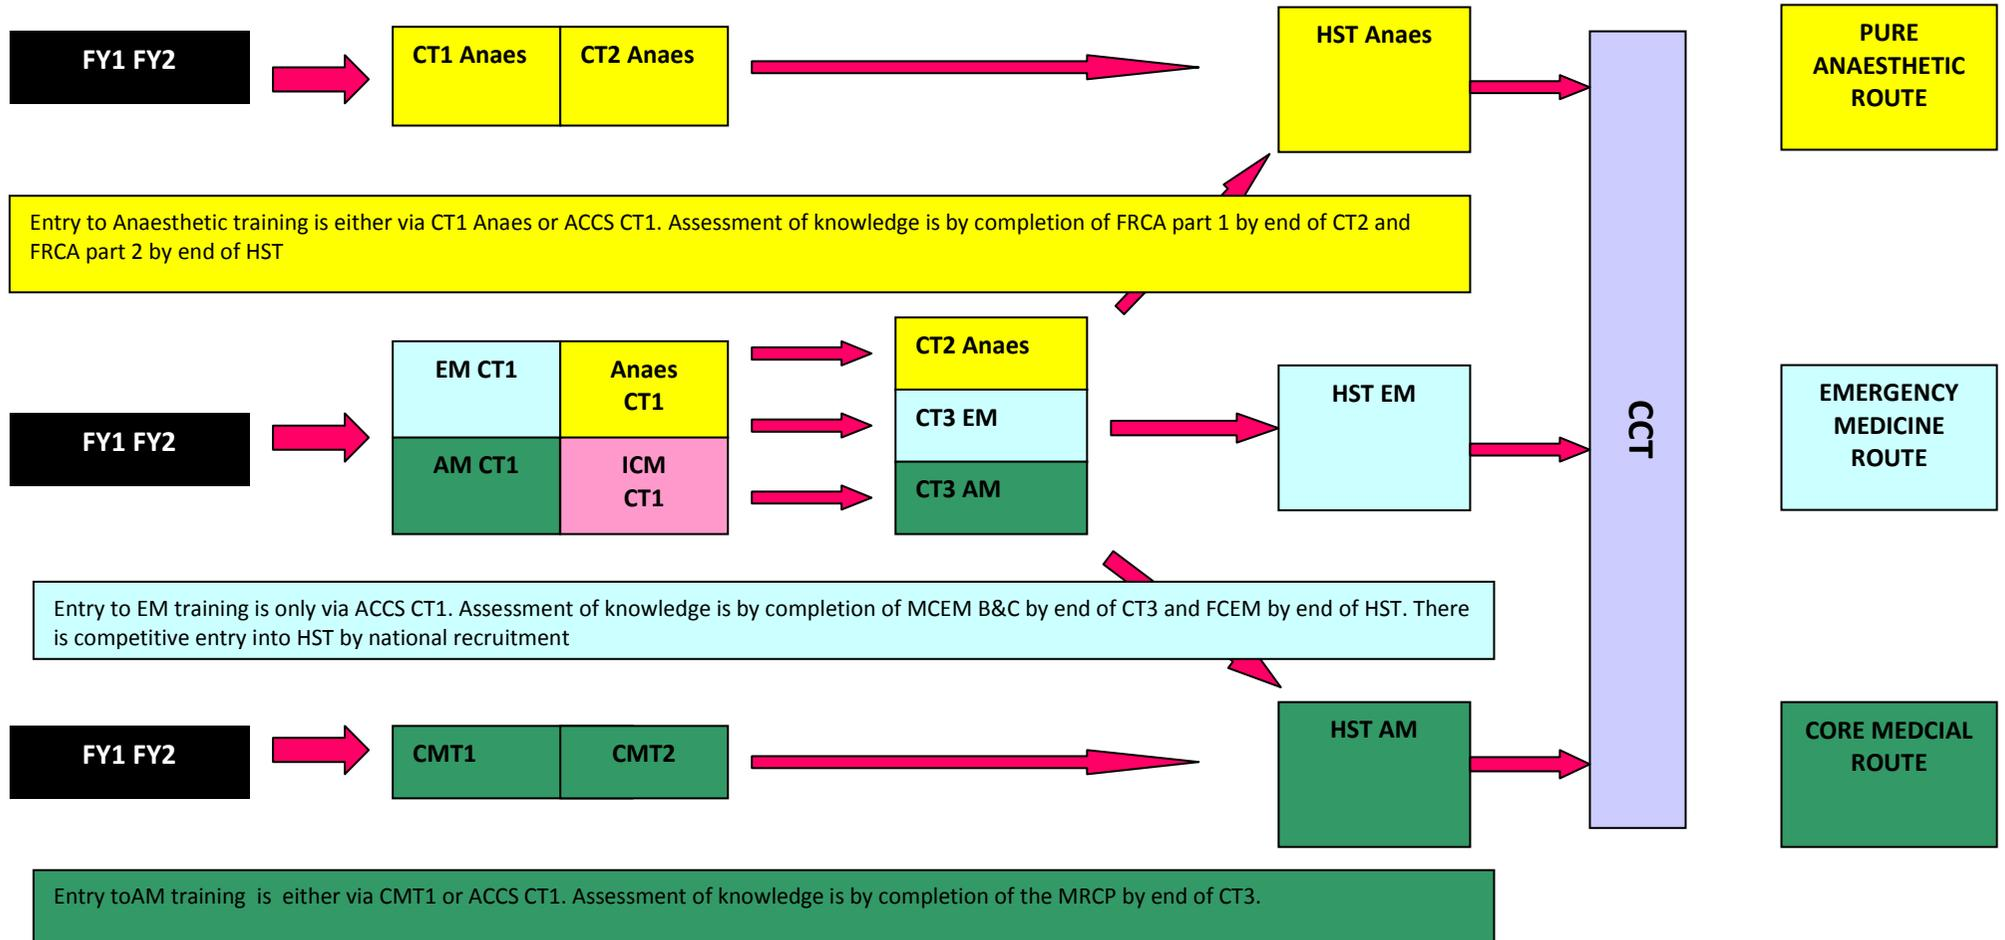 FY1 FY2
CT1 Anaes
CT2 Anaes
HST Anaes
PURE
ANAESTHETIC
ROUTE
Entry to Anaesthetic training is either via CT1 Anaes or ACCS CT1. Assessment of knowledge is by completion of FRCA part 1 by end of CT2 and
FRCA part 2 by end of HST
FY1 FY2
EM CT1
Anaes
CT1
AM CT1
ICM
CT1
CT2 Anaes
CT3 EM
CT3 AM
HST EM
CCT
EMERGENCY
MEDICINE
ROUTE
Entry to EM training is only via ACCS CT1. Assessment of knowledge is by completion of MCEM B&C by end of CT3 and FCEM by end of HST. There
is competitive entry into HST by national recruitment
FY1 FY2
CMT1
CMT2
HST AM
CORE MEDCIAL
ROUTE
Entry toAM training  is  either via CMT1 or ACCS CT1. Assessment of knowledge is by completion of the MRCP by end of CT3.